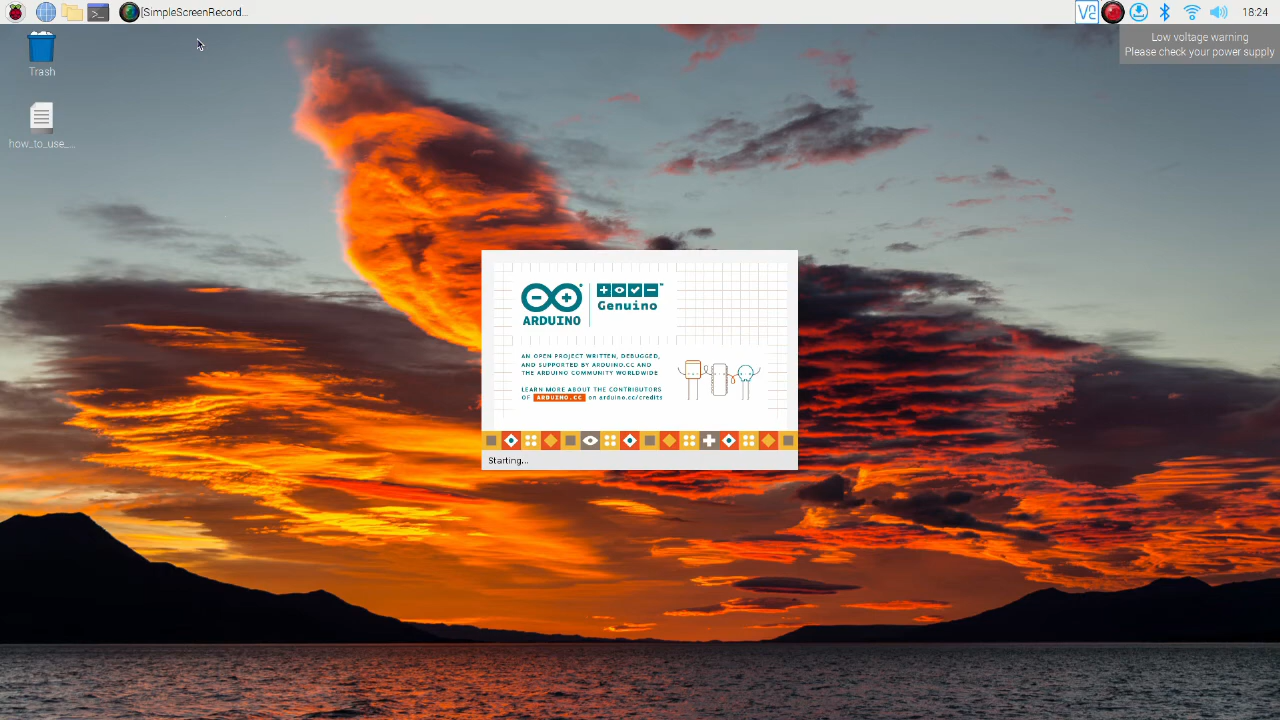 [SimpleScreenRecord...
V2
18:24
Low voltage warning
Please check your power supply
Trash
how_to_use_...
ARDUINO
Genuino
AN OPEN PROJECT WRITTEN, DEBUGGED,
AND SUPPORTED BY ARDUINO.CC AND
THE ARDUINO COMMUNITY WORLDWIDE
LEARN MORE ABOUT THE CONTRIBUTORS
OF ARDUINO.CC on arduino.cc/credits
Starting...